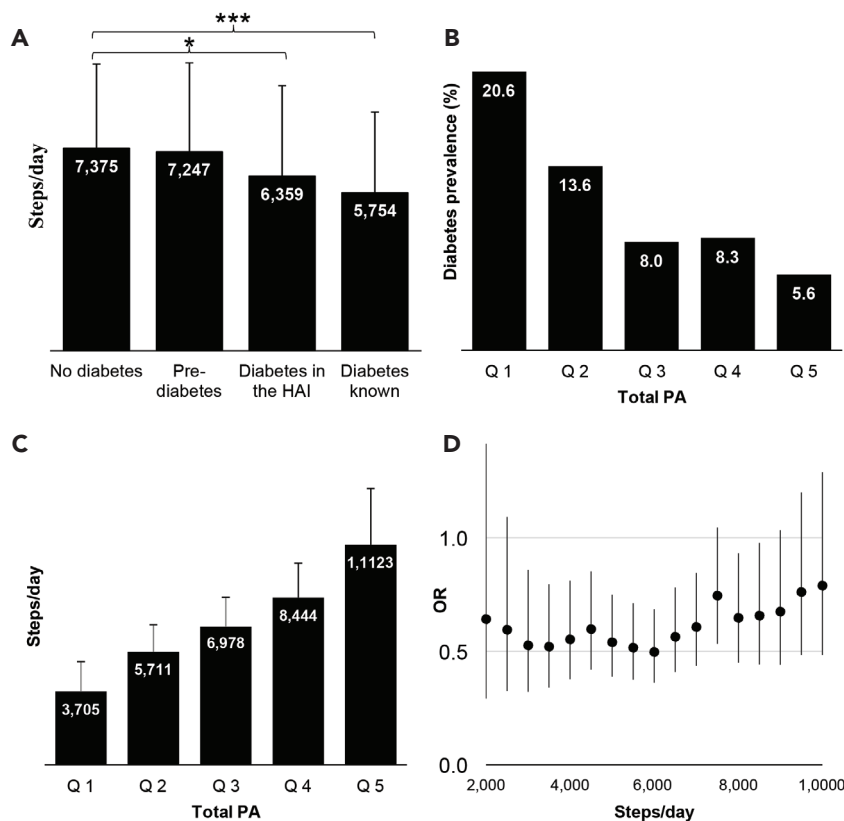 A
***
*
Steps/day
7,375
7,247
6,359
5,754
No diabetes
Pre-
diabetes
Diabetes in
the HAI
Diabetes
known
B
Diabetes prevalence (%)
20.6
13.6
8.0
8.3
5.6
Q 1
Q 2
Q 3
Q 4
Q 5
Total PA
C
Steps/day
3,705
5,711
6,978
8,444
1,1123
Q 1
Q 2
Q 3
Q 4
Q 5
Total PA
D
OR
1.0
0.5
0.0
2,000
4,000
6,000
8,000
1,0000
Steps/day